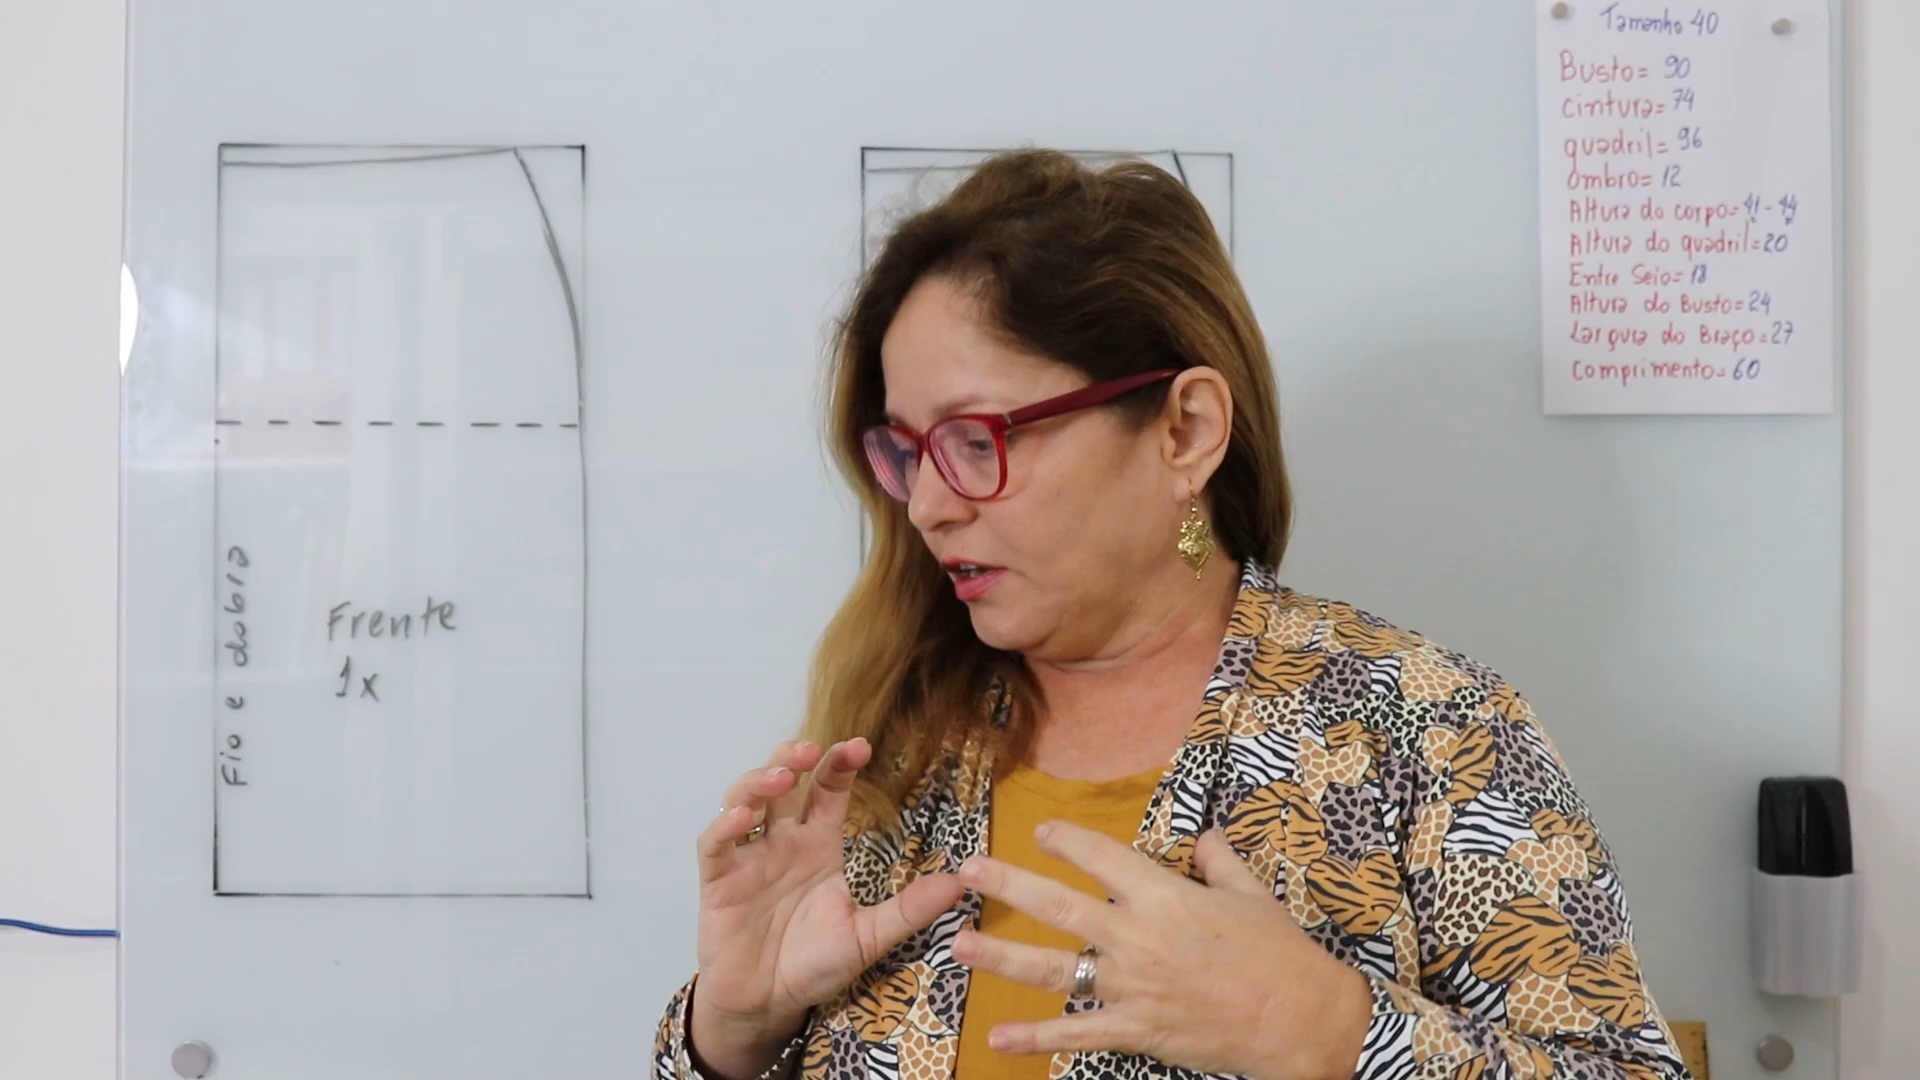 Fio e dobra
Frente
1x
Tamanho 40
Busto= 90
cintura= 74
quadril= 96
Ombro= 12
Altura do corpo= 41-44
Altura do quadril=20
Entre Seio= 18
Altura do Busto=24
Largura do Braço=27
comprimento=60